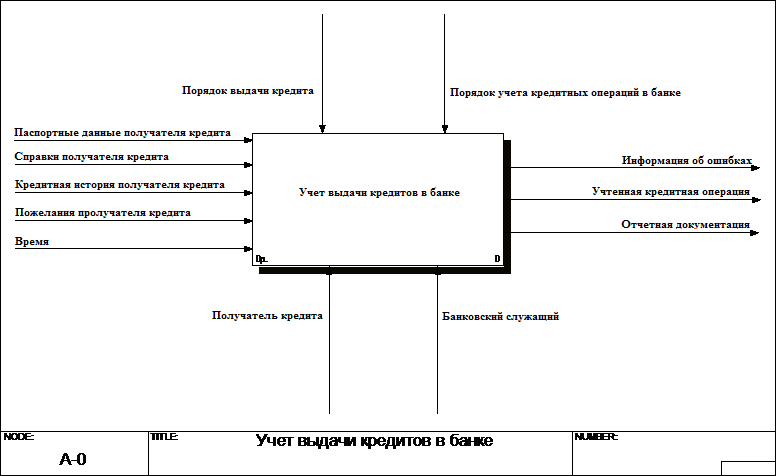 Порядок выдачи кредита
Порядок учета кредитных операций в банке
Паспортные данные получателя кредита
Справки получателя кредита
Кредитная история получателя кредита
Пожелания пролучателя кредита
Время
Учет выдачи кредитов в банке
0р.
0
Информация об ошибках
Учтенная кредитная операция
Отчетная документация
Получатель кредита
Банковский служащий
NODE:
A-0
TITLE:
Учет выдачи кредитов в банке
NUMBER: